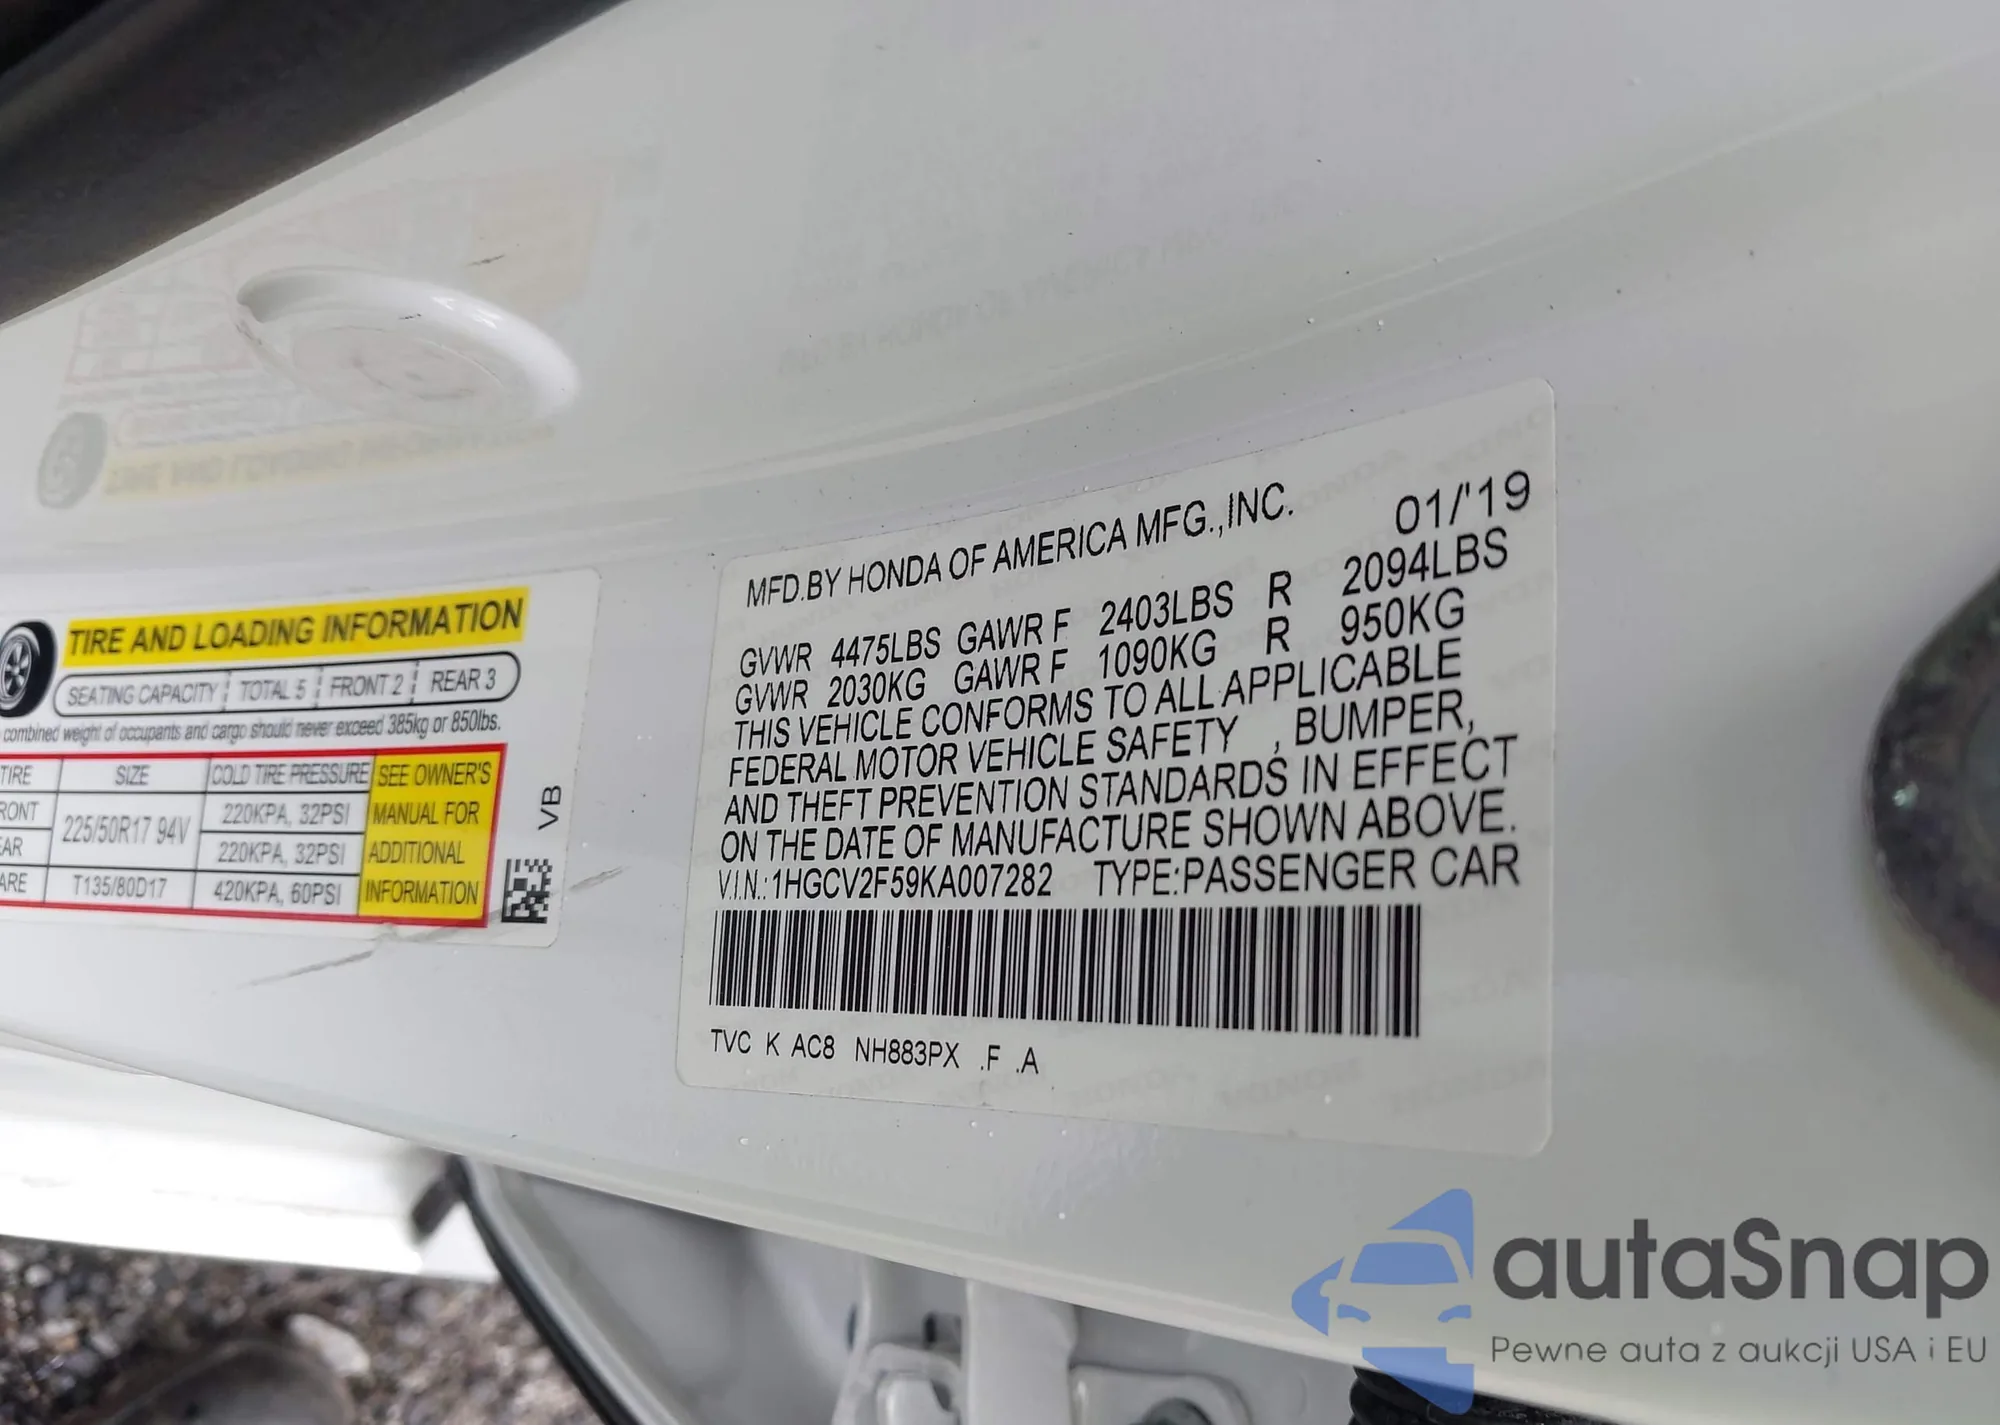 TIRE AND LOADING INFORMATION
SEATING CAPACITY TOTAL 5 FRONT 2 REAR 3
combined weight of occupants and cargo should never exceed 385kg or 850lbs.
TIRE SIZE COLD TIRE PRESSURE SEE OWNER'S
RONT 225/50R17 94V 220KPA, 32PSI MANUAL FOR
EAR 220KPA, 32PSI ADDITIONAL
ARE T135/80D17 420KPA, 60PSI INFORMATION
VB
MFD.BY HONDA OF AMERICA MFG.,INC. 01/'19
GVWR 4475LBS GAWR F 2403LBS R 2094LBS
GVWR 2030KG GAWR F 1090KG R 950KG
THIS VEHICLE CONFORMS TO ALL APPLICABLE
FEDERAL MOTOR VEHICLE SAFETY , BUMPER,
AND THEFT PREVENTION STANDARDS IN EFFECT
ON THE DATE OF MANUFACTURE SHOWN ABOVE.
V.I.N.:1HGCV2F59KA007282 TYPE:PASSENGER CAR
TVC K AC8 NH883PX .F .A
autaSnap
Pewne auta z aukcji USA i EU